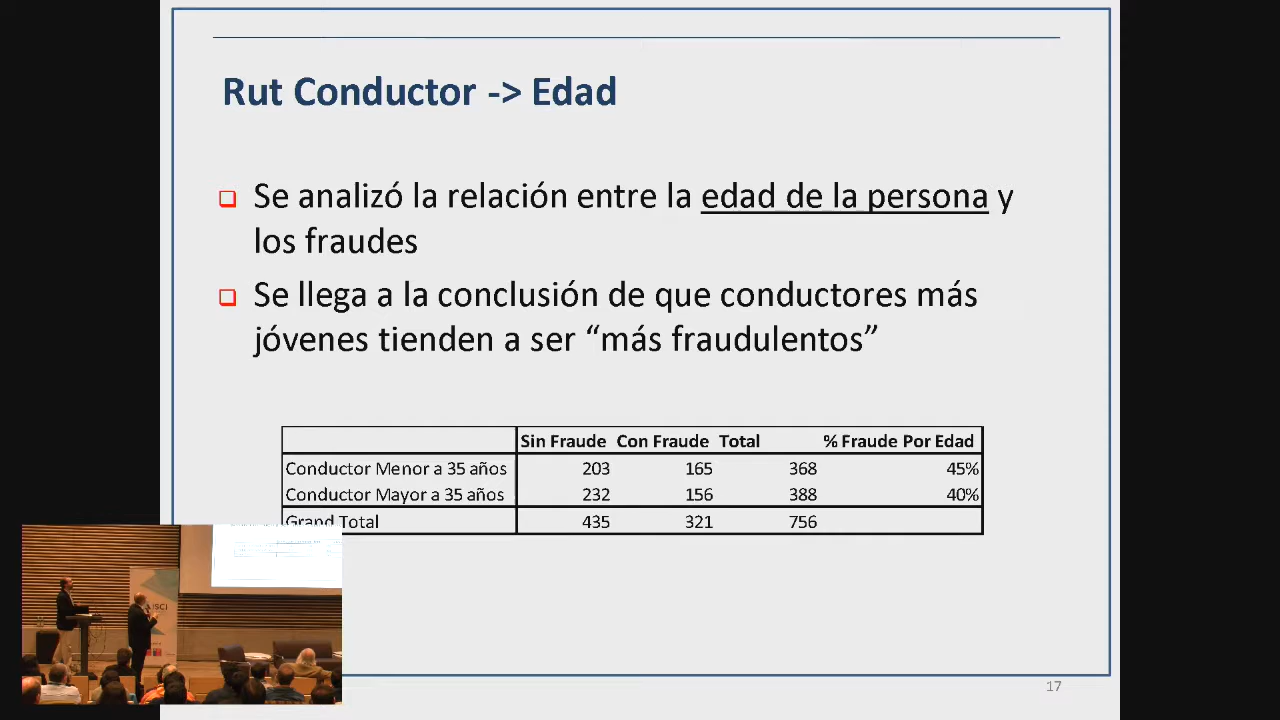 Rut Conductor -> Edad
Se analizó la relación entre la edad de la persona y
los fraudes
Se llega a la conclusión de que conductores más
jóvenes tienden a ser “más fraudulentos”
Sin Fraude Con Fraude Total % Fraude Por Edad
Conductor Menor a 35 años 203 165 368 45%
Conductor Mayor a 35 años 232 156 388 40%
Grand Total 435 321 756
ISCI
17